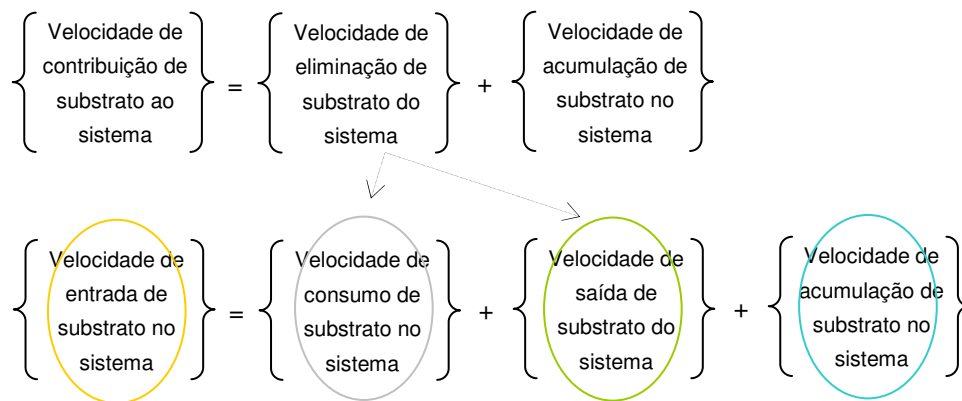 Velocidade de
contribuição de
substrato ao
sistema
=
Velocidade de
eliminação de
substrato do
sistema
+
Velocidade de
acumulação de
substrato no
sistema
Velocidade de
entrada de
substrato no
sistema
=
Velocidade de
consumo de
substrato no
sistema
+
Velocidade de
saída de
substrato do
sistema
+
Velocidade de
acumulação de
substrato no
sistema